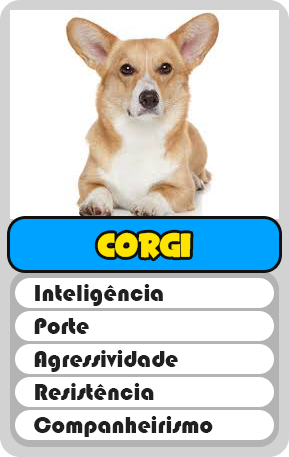 CORGI
Inteligência
Porte
Agressividade
Resistência
Companheirismo